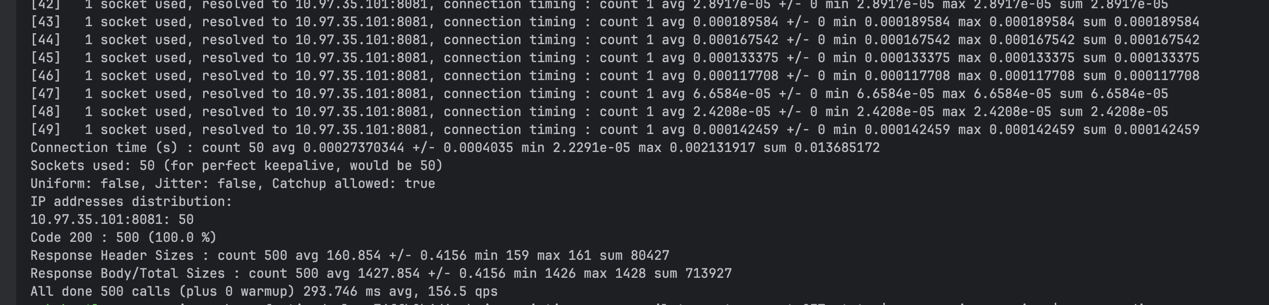 [42]   1 socket used, resolved to 10.97.35.101:8081, connection timing : count 1 avg 2.8917e-05 +/- 0 min 2.8917e-05 max 2.8917e-05 sum 2.8917e-05
[43]   1 socket used, resolved to 10.97.35.101:8081, connection timing : count 1 avg 0.000189584 +/- 0 min 0.000189584 max 0.000189584 sum 0.000189584
[44]   1 socket used, resolved to 10.97.35.101:8081, connection timing : count 1 avg 0.000167542 +/- 0 min 0.000167542 max 0.000167542 sum 0.000167542
[45]   1 socket used, resolved to 10.97.35.101:8081, connection timing : count 1 avg 0.000133375 +/- 0 min 0.000133375 max 0.000133375 sum 0.000133375
[46]   1 socket used, resolved to 10.97.35.101:8081, connection timing : count 1 avg 0.000117708 +/- 0 min 0.000117708 max 0.000117708 sum 0.000117708
[47]   1 socket used, resolved to 10.97.35.101:8081, connection timing : count 1 avg 6.6584e-05 +/- 0 min 6.6584e-05 max 6.6584e-05 sum 6.6584e-05
[48]   1 socket used, resolved to 10.97.35.101:8081, connection timing : count 1 avg 2.4208e-05 +/- 0 min 2.4208e-05 max 2.4208e-05 sum 2.4208e-05
[49]   1 socket used, resolved to 10.97.35.101:8081, connection timing : count 1 avg 0.000142459 +/- 0 min 0.000142459 max 0.000142459 sum 0.000142459
Connection time (s) : count 50 avg 0.00027370344 +/- 0.0004035 min 2.2291e-05 max 0.002131917 sum 0.013685172
Sockets used: 50 (for perfect keepalive, would be 50)
Uniform: false, Jitter: false, Catchup allowed: true
IP addresses distribution:
10.97.35.101:8081: 50
Code 200 : 500 (100.0 %)
Response Header Sizes : count 500 avg 160.854 +/- 0.4156 min 159 max 161 sum 80427
Response Body/Total Sizes : count 500 avg 1427.854 +/- 0.4156 min 1426 max 1428 sum 713927
All done 500 calls (plus 0 warmup) 293.746 ms avg, 156.5 qps